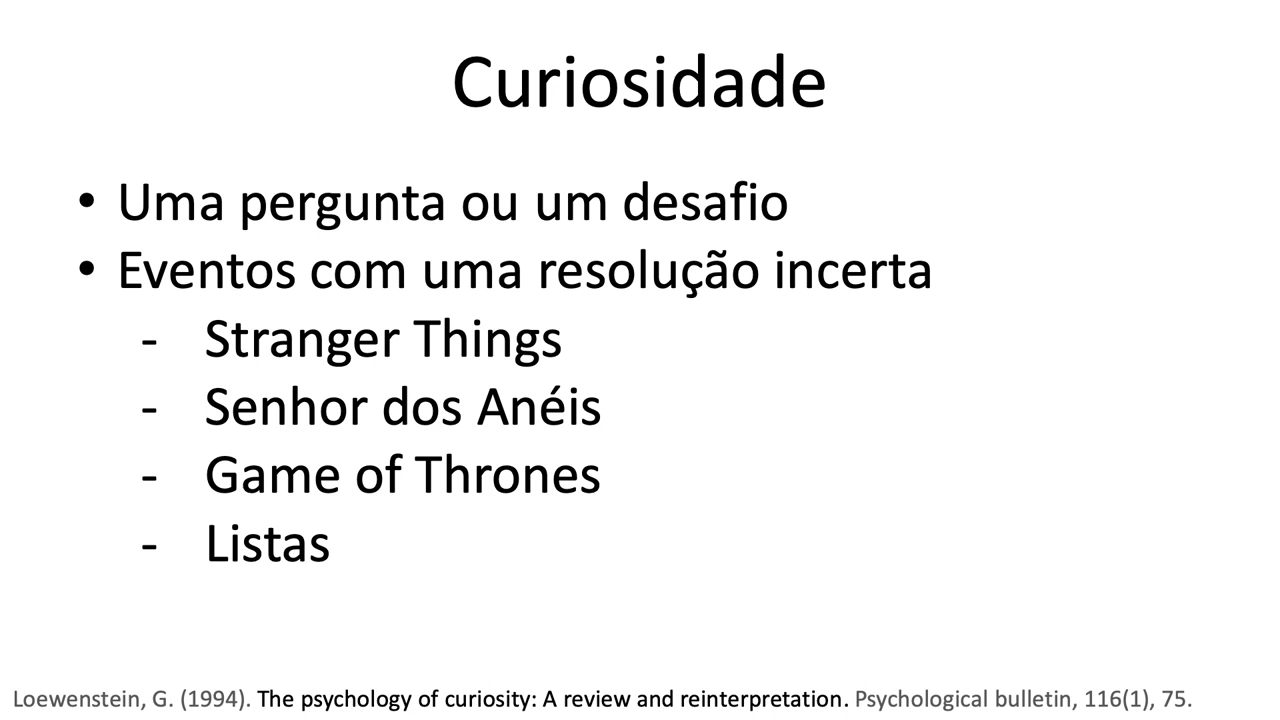 Curiosidade
• Uma pergunta ou um desafio
• Eventos com uma resolução incerta
- Stranger Things
- Senhor dos Anéis
- Game of Thrones
- Listas
Loewenstein, G. (1994). The psychology of curiosity: A review and reinterpretation. Psychological bulletin, 116(1), 75.